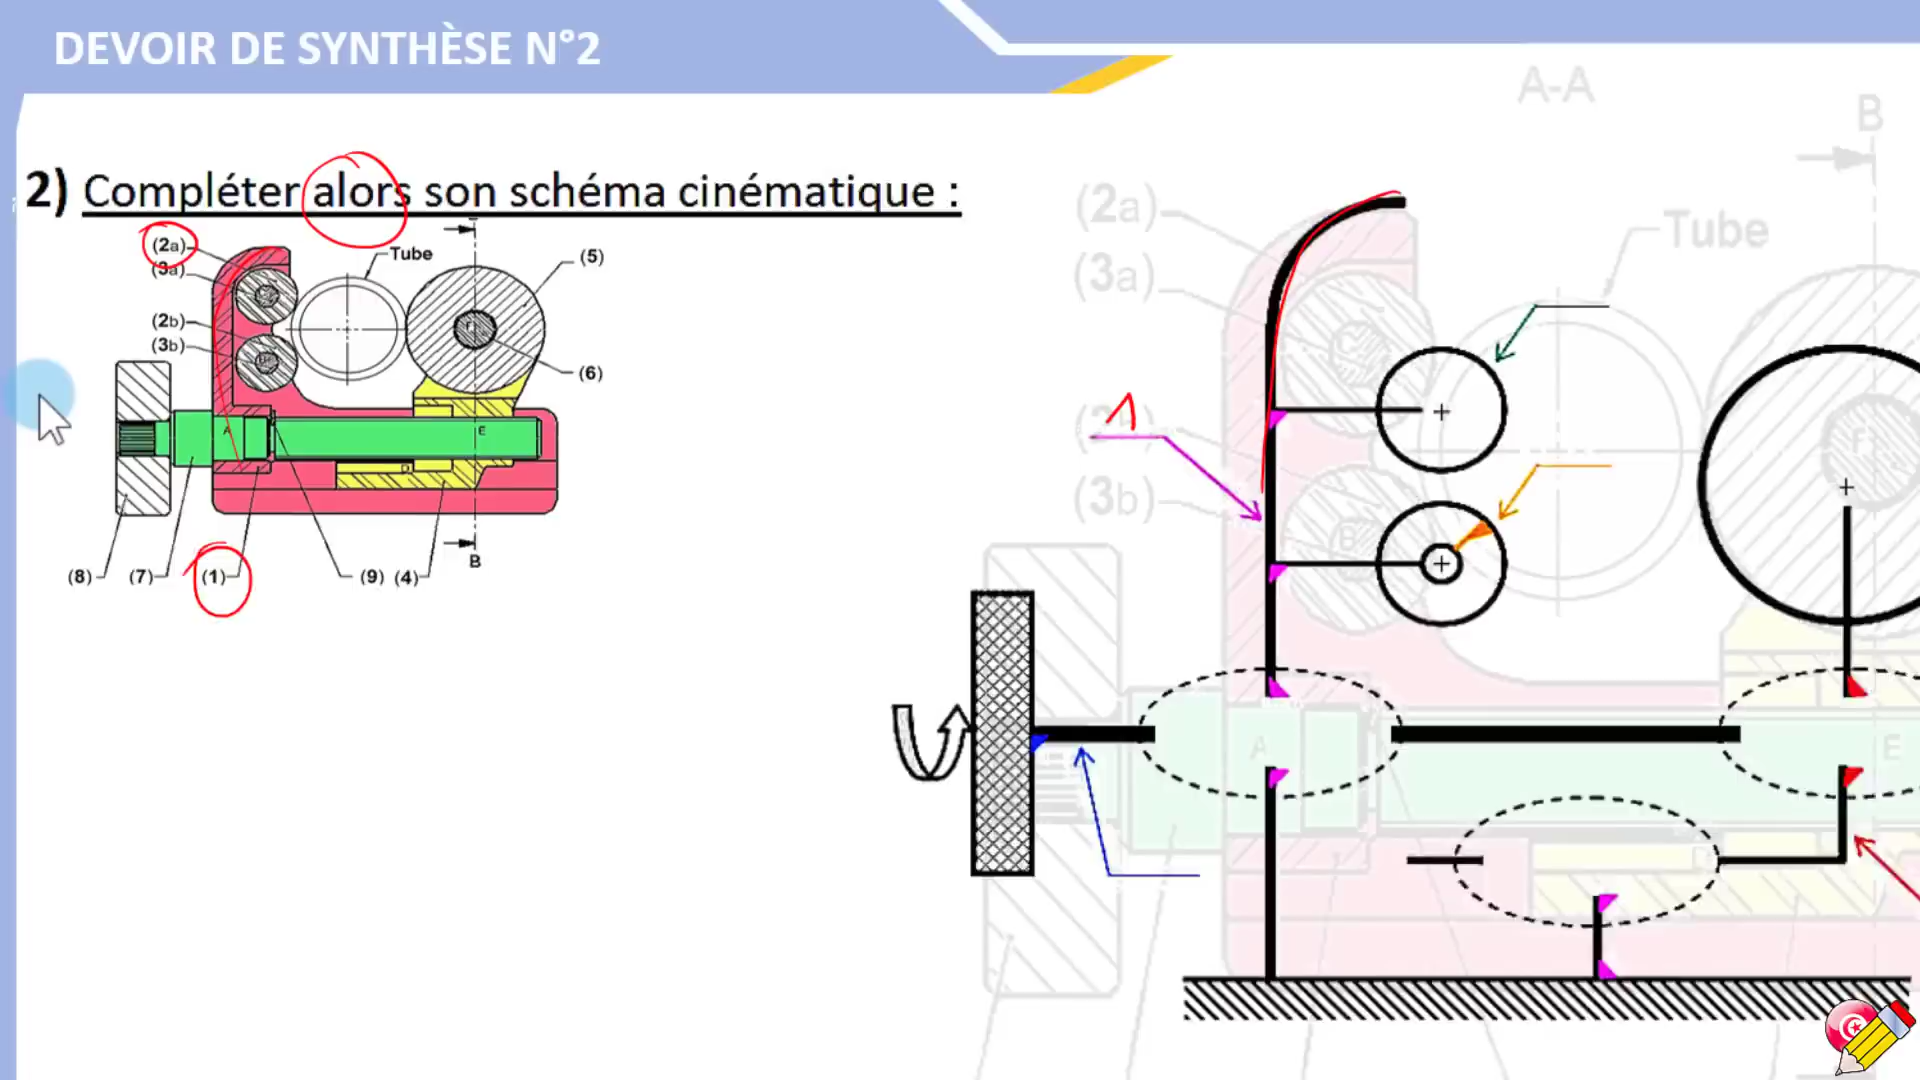 DEVOIR DE SYNTHÈSE N°2
A-A
B
2) Compléter alors son schéma cinématique :
(2a)
(3a)
(2b)
(3b)
Tube
(5)
(6)
A
E
D
B
(8)
(7)
(1)
(9)
(4)
(2a)
(3a)
Tube
1
(3b)
B
A
E